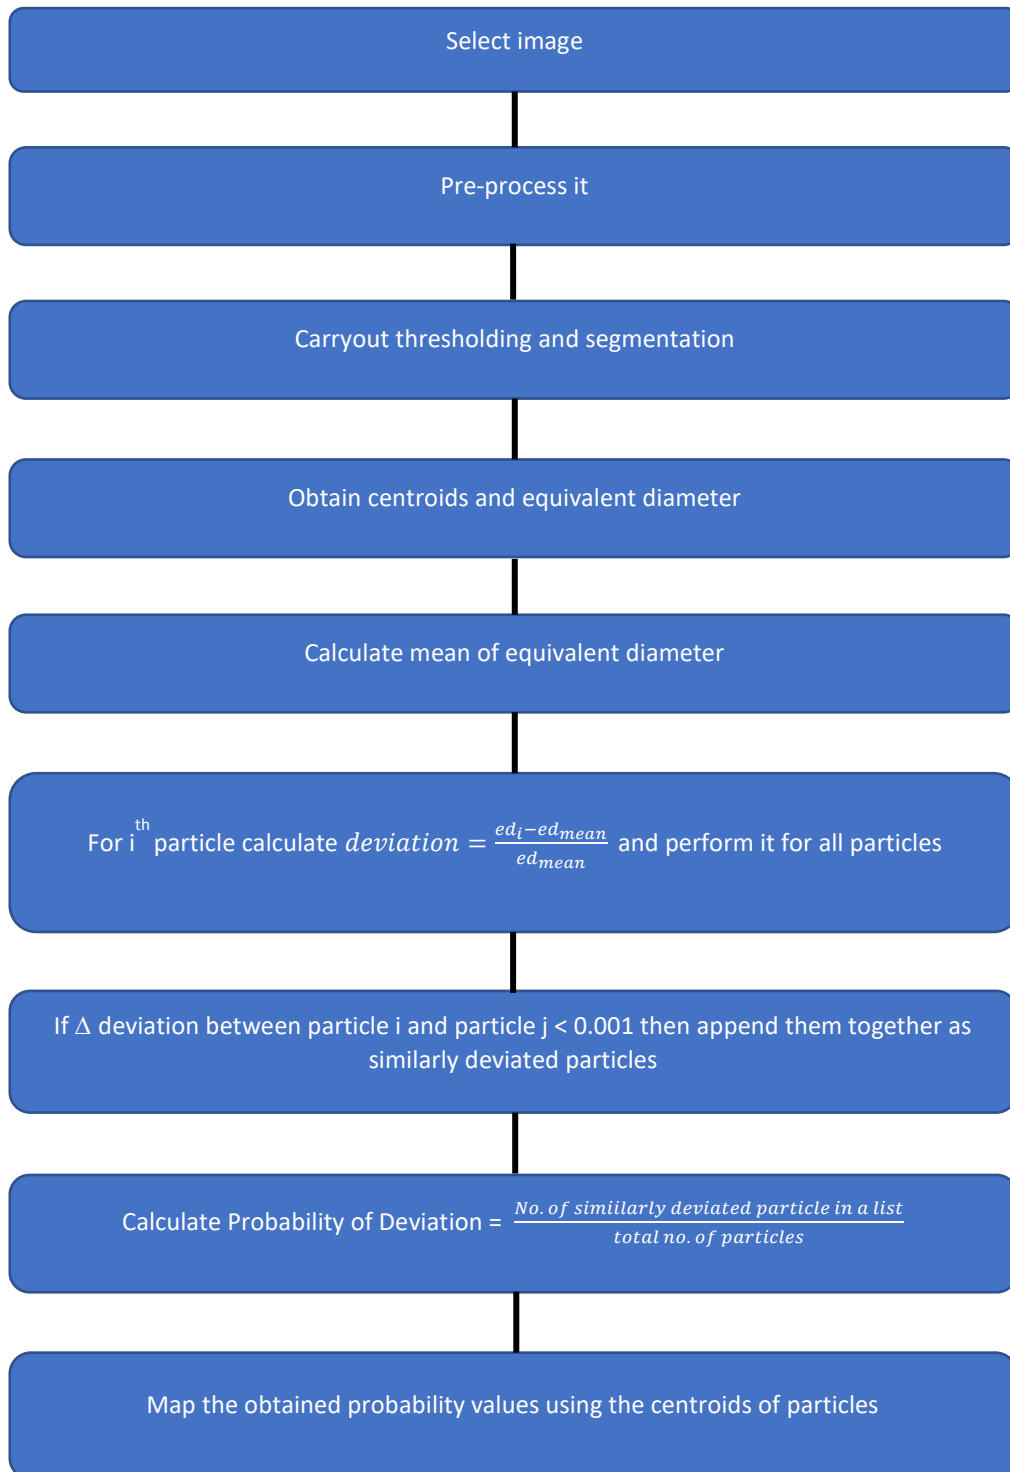 Select image
Pre-process it
Carryout thresholding and segmentation
Obtain centroids and equivalent diameter
Calculate mean of equivalent diameter
For i^th particle calculate deviation = (ed_i − ed_mean) / ed_mean and perform it for all particles
If Δ deviation between particle i and particle j < 0.001 then append them together as
similarly deviated particles
Calculate Probability of Deviation = No. of simiilarly deviated particle in a list / total no. of particles
Map the obtained probability values using the centroids of particles